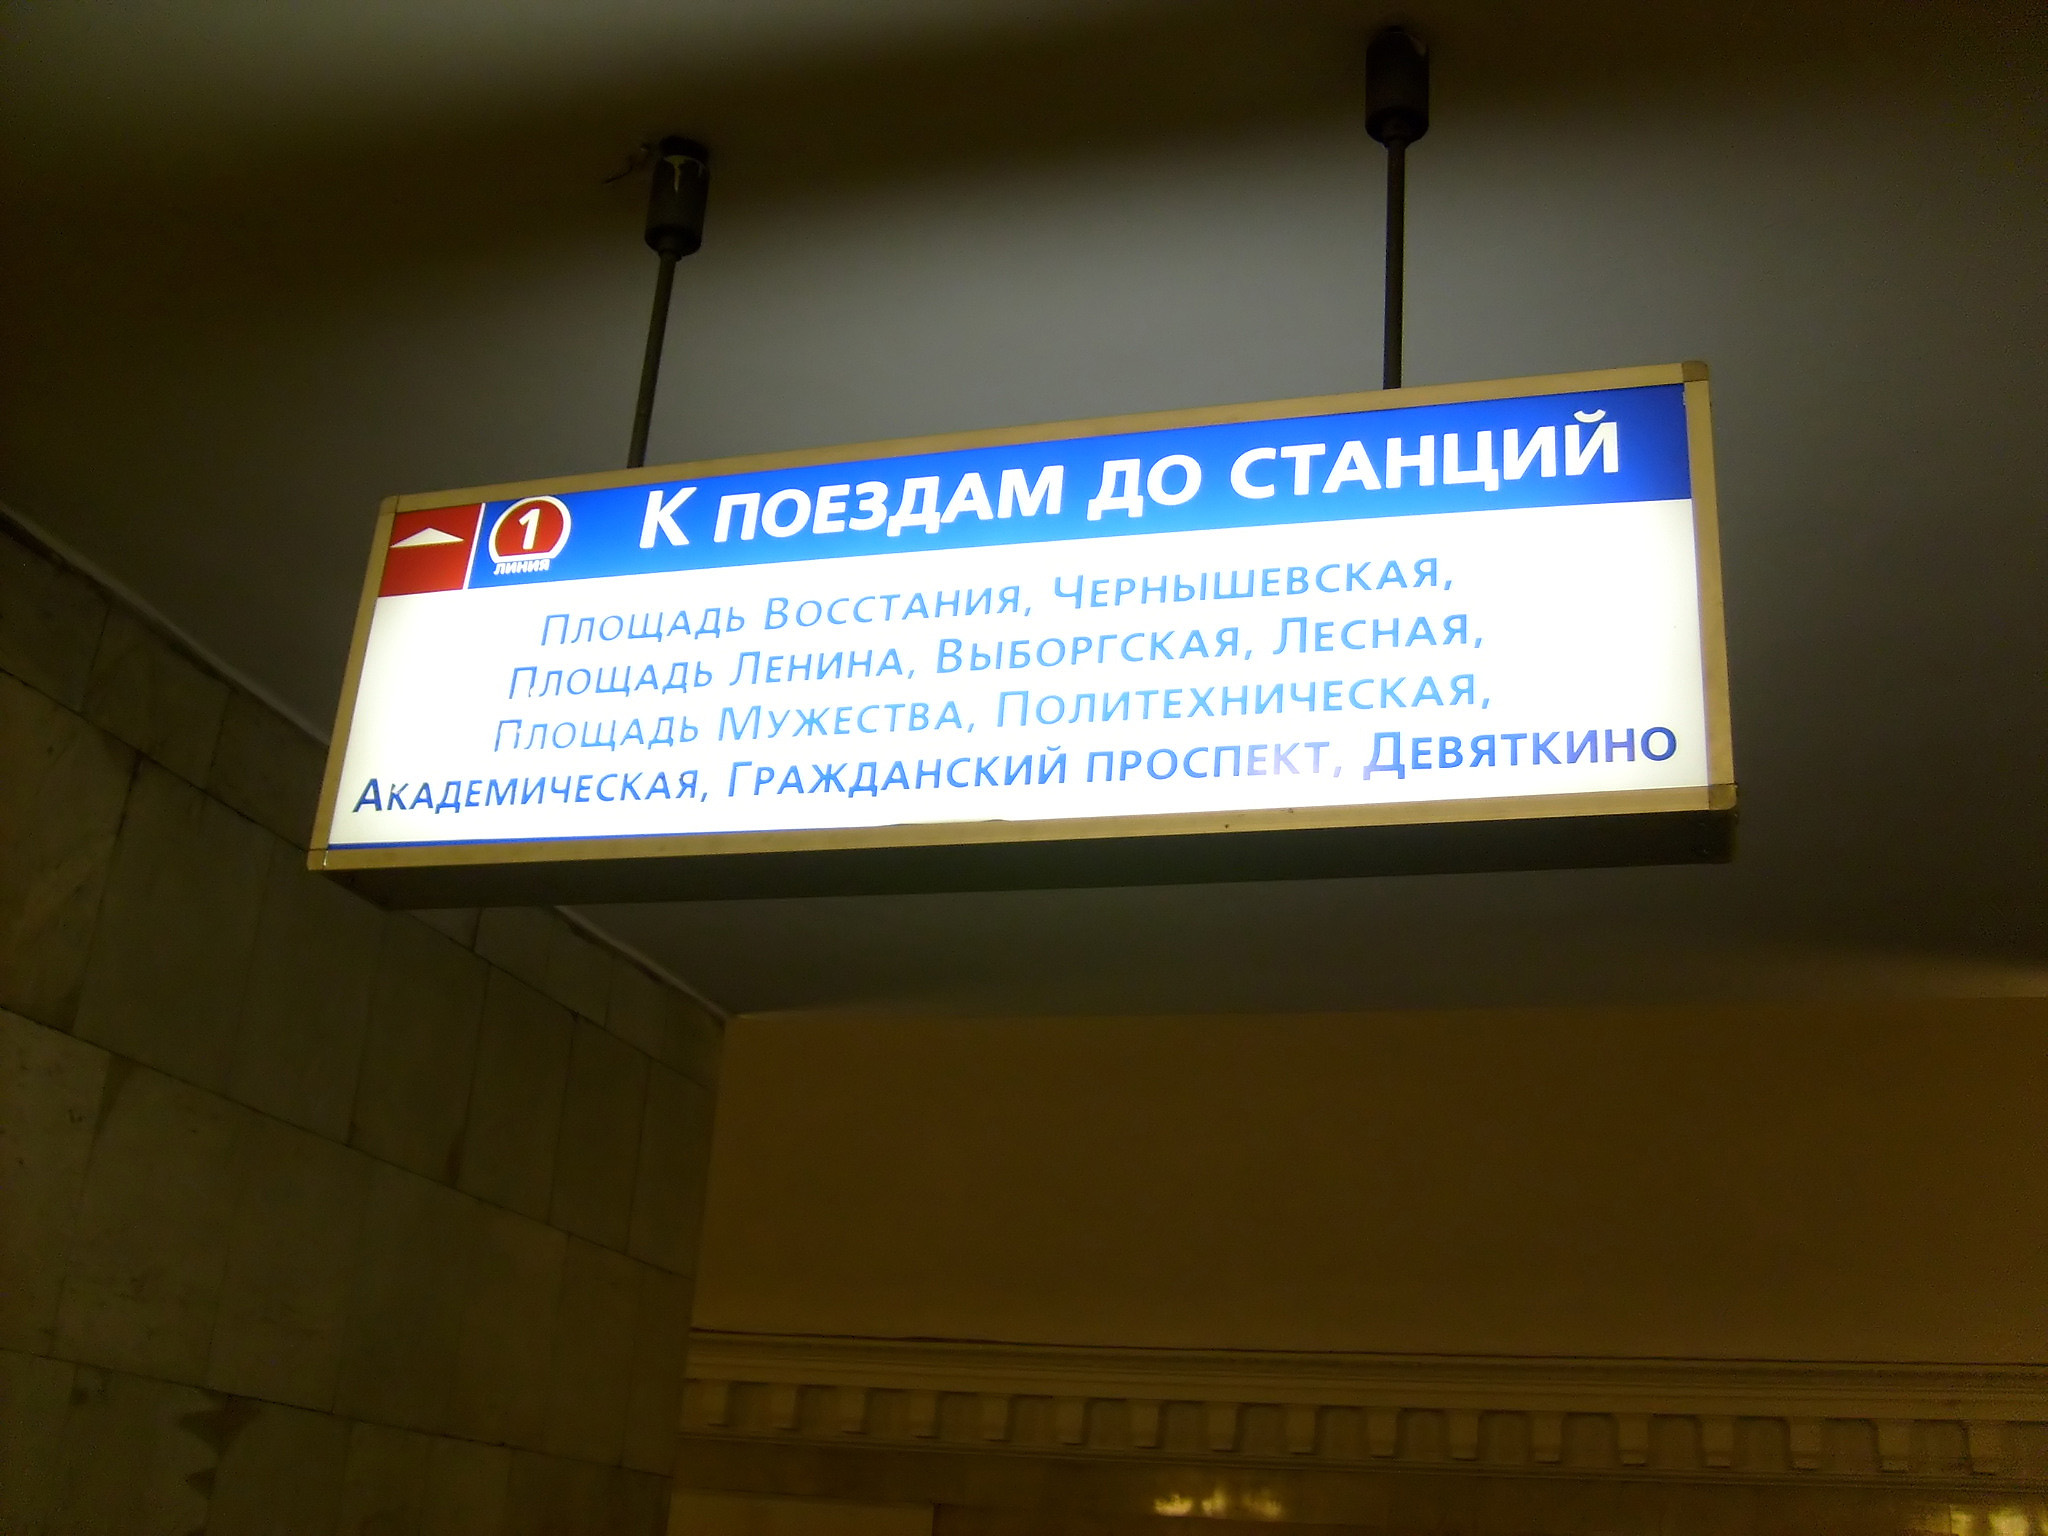 1 К ПОЕЗДАМ ДО СТАНЦИЙ
ЛИНИЯ
ПЛОЩАДЬ ВОССТАНИЯ, ЧЕРНЫШЕВСКАЯ,
ПЛОЩАДЬ ЛЕНИНА, ВЫБОРГСКАЯ, ЛЕСНАЯ,
ПЛОЩАДЬ МУЖЕСТВА, ПОЛИТЕХНИЧЕСКАЯ,
АКАДЕМИЧЕСКАЯ, ГРАЖДАНСКИЙ ПРОСПЕКТ, ДЕВЯТКИНО